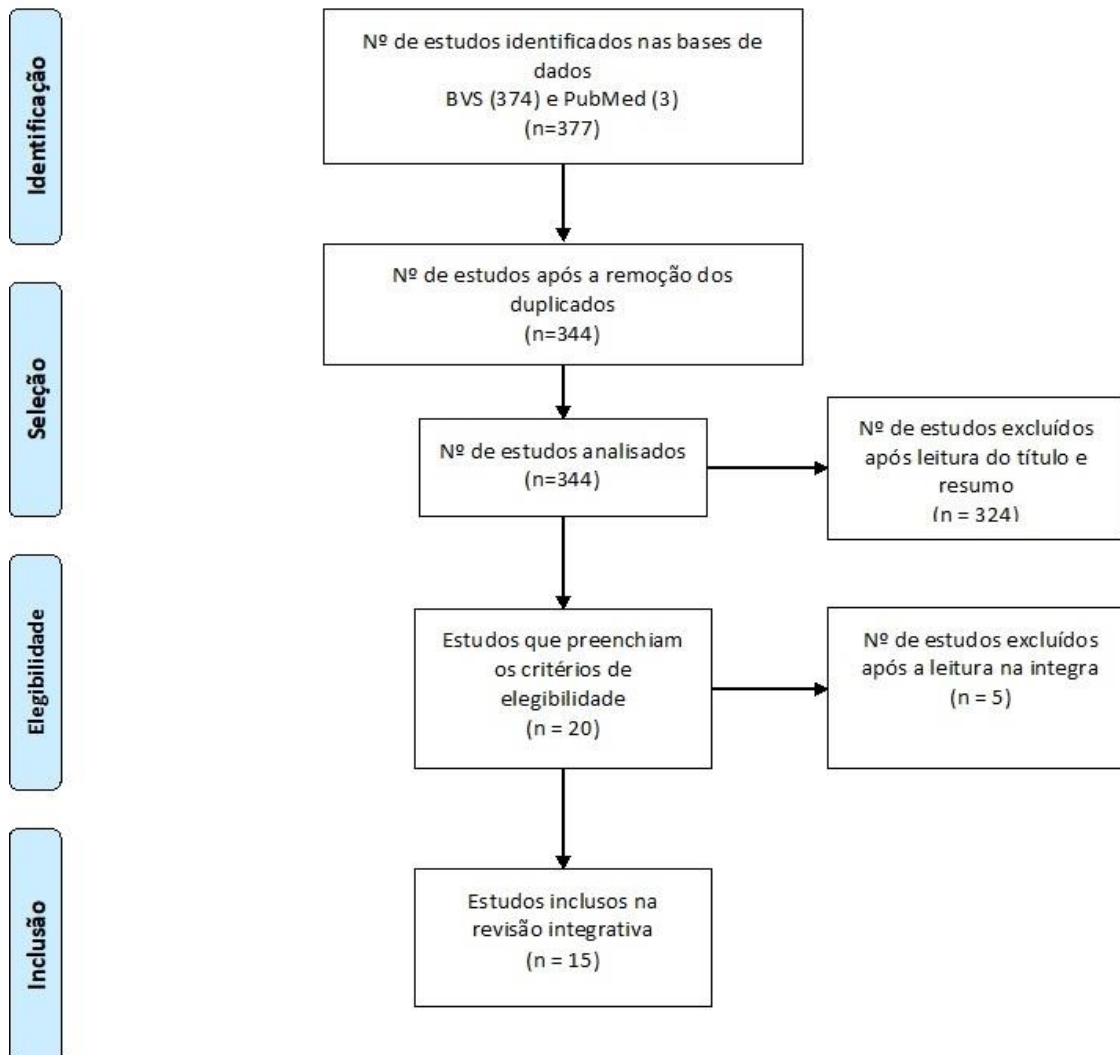 Identificação
Nº de estudos identificados nas bases de
dados
BVS (374) e PubMed (3)
(n=377)
Seleção
Nº de estudos após a remoção dos
duplicados
(n=344)
Nº de estudos analisados
(n=344)
Nº de estudos excluídos
após leitura do título e
resumo
(n = 324)
Elegibilidade
Estudos que preenchiam
os critérios de
elegibilidade
(n = 20)
Nº de estudos excluídos
após a leitura na integra
(n = 5)
Inclusão
Estudos inclusos na
revisão integrativa
(n = 15)